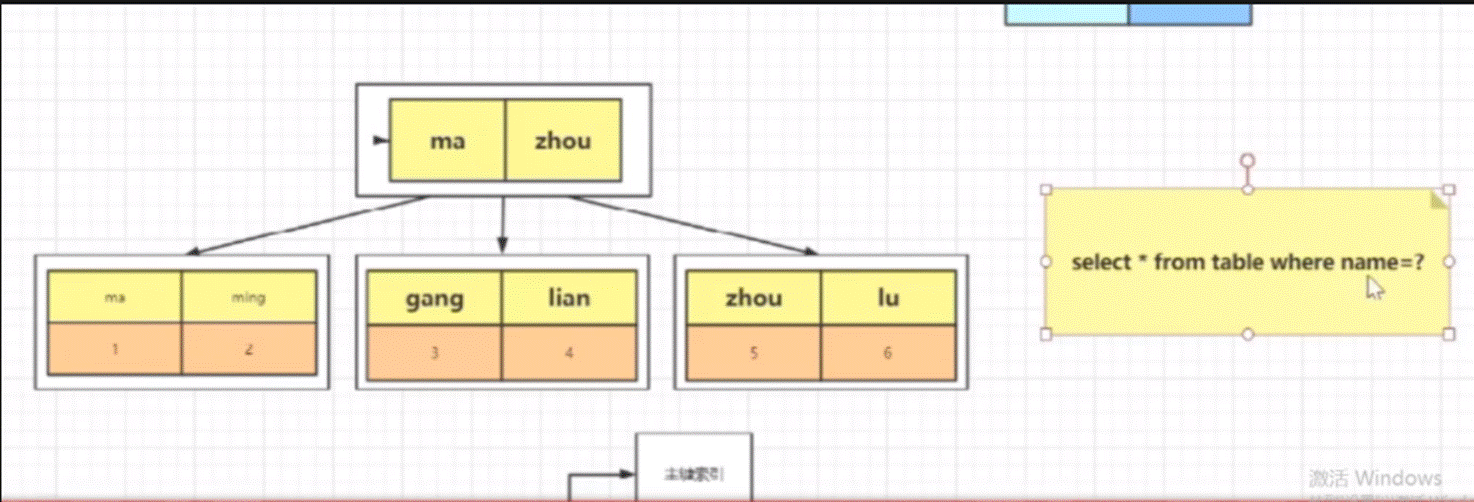 ma zhou
ma ming
1 2
gang lian
3 4
zhou lu
5 6
select * from table where name=?
主键索引
激活 Windows